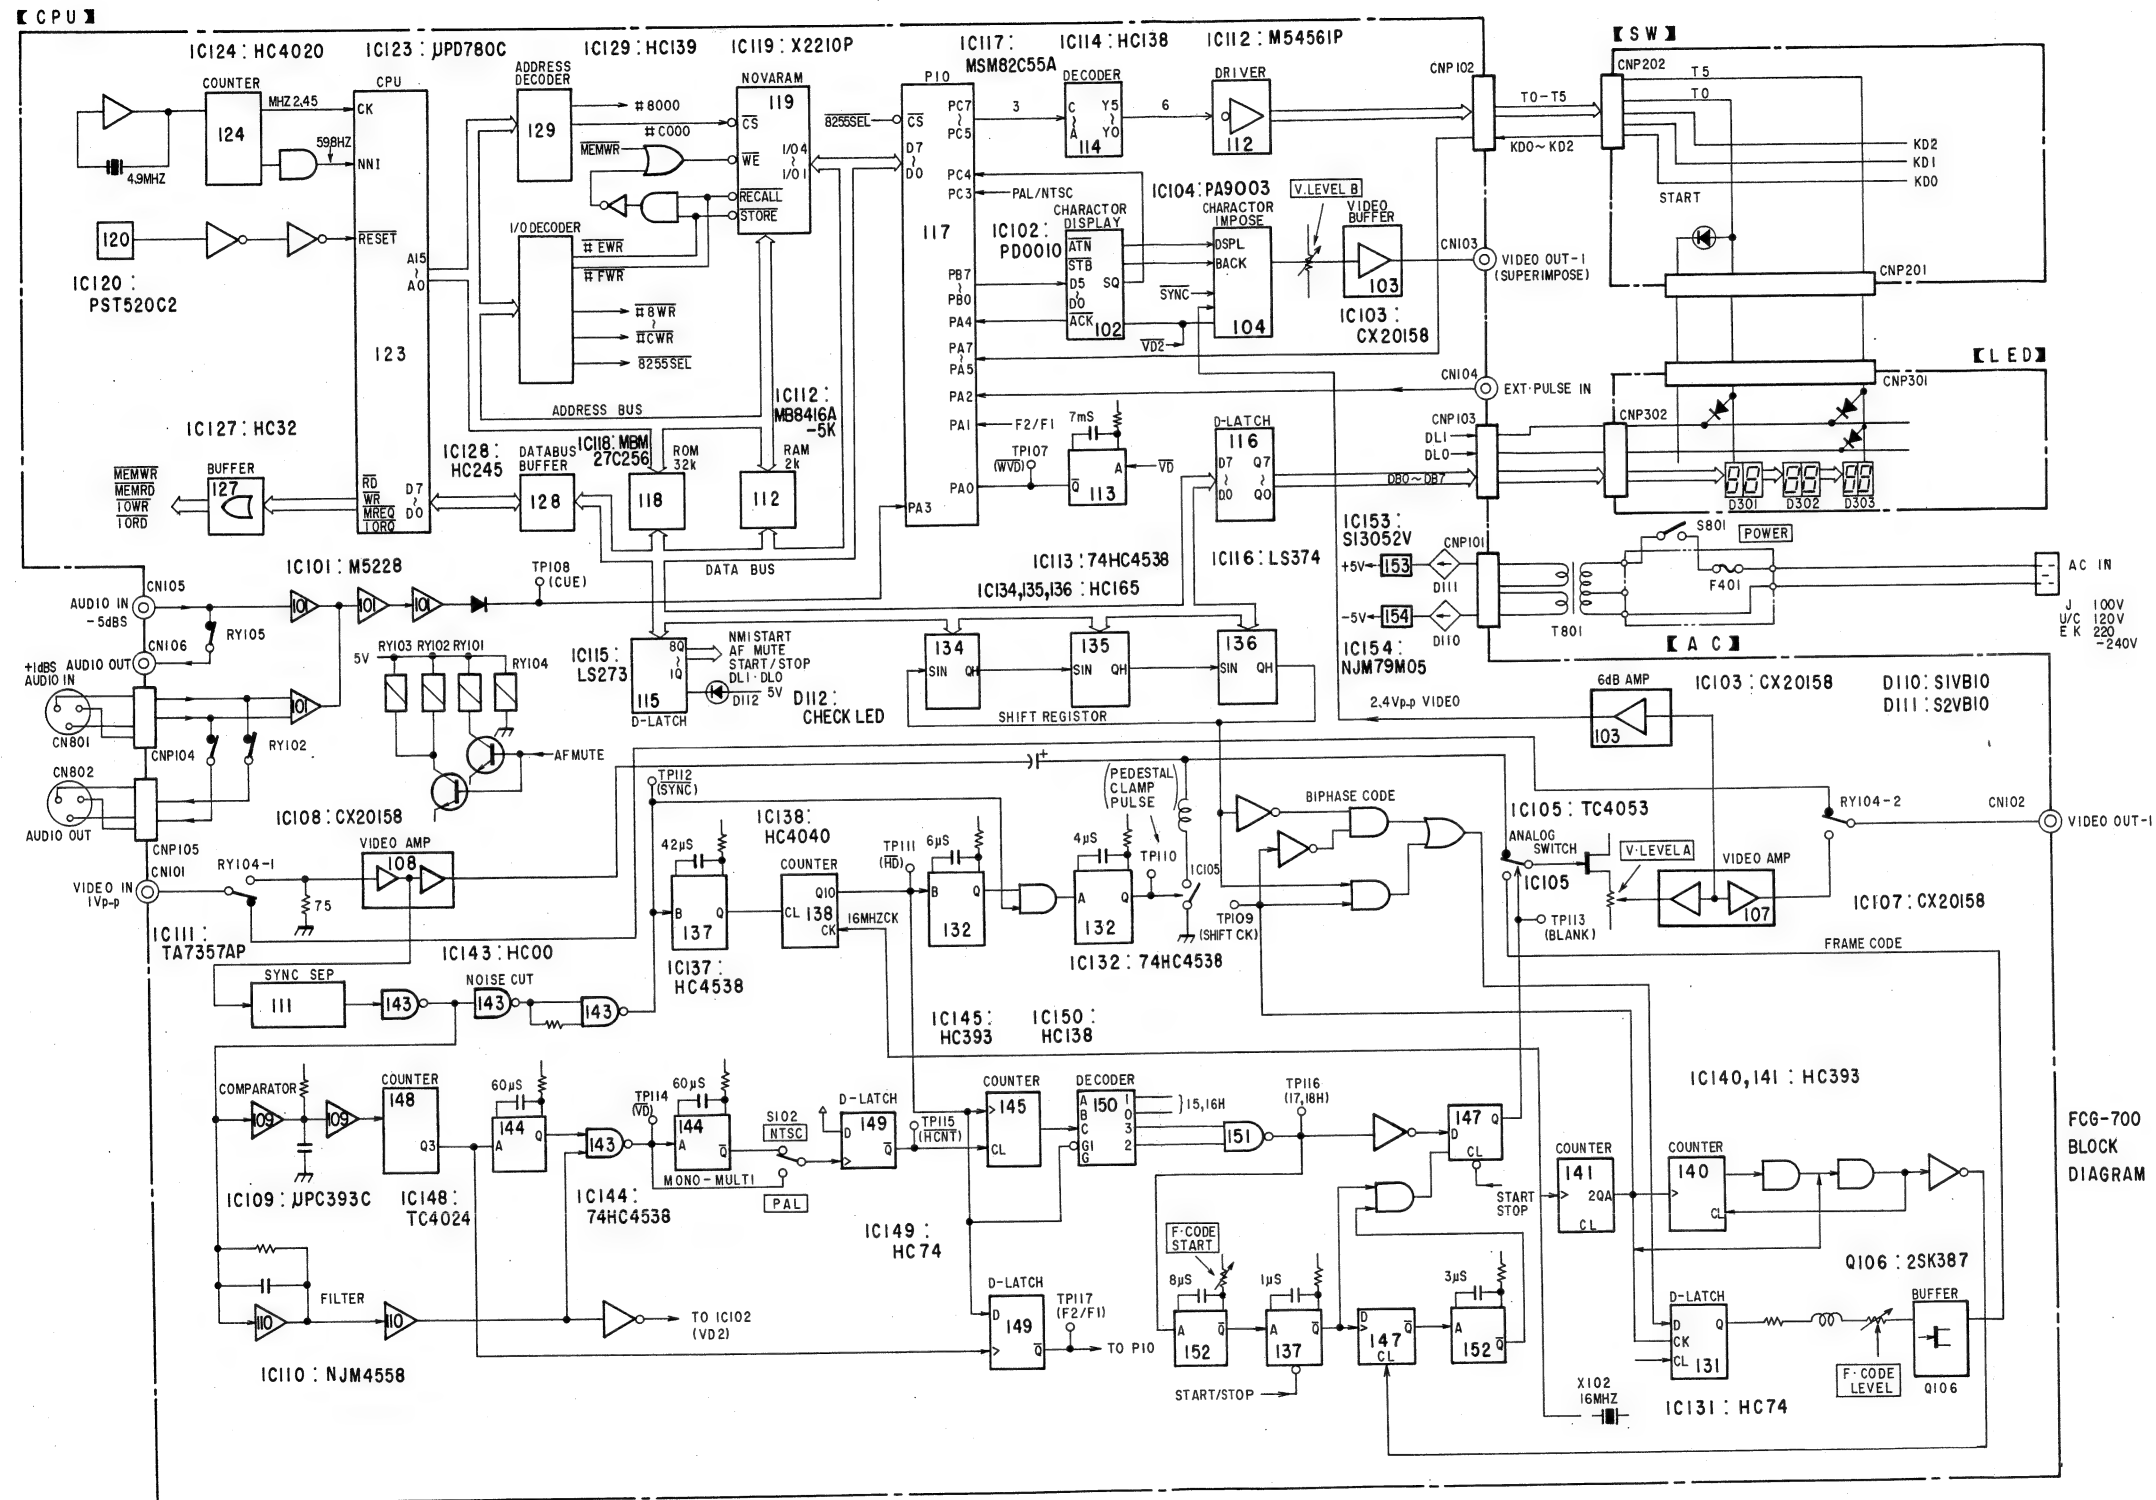 【CPU】
IC124:HC4020
IC123:μPD780C
IC129:HC139
IC119:X2210P
IC117:
MSM82C55A
IC114:HC138
IC112:M54561P
【SW】
COUNTER
124
MHZ 2,45
598HZ
4.9MHZ
CPU
CK
NNI
RESET
A15
~
A0
123
RD
WR
MREQ
IORQ
D7
~
D0
120
IC120:
PST520C2
ADDRESS
DECODER
129
#8000
#C000
MEMWR
I/O DECODER
#EWR
#FWR
#8WR
~
#CWR
8255SEL
NOVARAM
119
CS
WE
I/O4
~
I/O1
RECALL
STORE
8255SEL
PIO
CS
D7
~
D0
117
PC7
~
PC5
PC4
PC3
PB7
~
PB0
PA4
PA7
~
PA5
PA2
PA1
PA0
PA3
3
DECODER
C
~
A
Y5
~
Y0
114
6
DRIVER
112
CNP102
T0-T5
KD0~KD2
CNP202
T5
T0
KD2
KD1
KD0
START
CNP201
PAL/NTSC
IC102:
PD0010
CHARACTOR
DISPLAY
ATN
STB
D5
~
D0
SQ
ACK
102
IC104:PA9003
CHARACTOR
IMPOSE
DSPL
BACK
SYNC
104
VD2
V.LEVEL B
VIDEO
BUFFER
103
IC103:
CX20158
CN103
VIDEO OUT-1
(SUPERIMPOSE)
CN104
EXT·PULSE IN
【LED】
CNP301
CNP302
CNP103
DL1
DL0
DB0~DB7
D301
D302
D303
ADDRESS BUS
IC112:
MB8416A
-5K
IC127:HC32
BUFFER
127
MEMWR
MEMRD
IOWR
IORD
IC128:
HC245
DATABUS
BUFFER
128
IC118:MBM
27C256
ROM
32k
118
RAM
2k
112
DATA BUS
F2/F1
TP107
(WVD)
7mS
A
Q
113
VD
D-LATCH
116
D7
~
D0
Q7
~
Q0
IC113:74HC4538
IC116:LS374
IC134,135,136:HC165
IC153:
SI3052V
+5V
153
D111
CNP101
-5V
154
D110
IC154:
NJM79M05
T801
S801
POWER
F401
AC IN
J 100V
U/C 120V
E K 220
-240V
【AC】
IC101:M5228
TP108
(CUE)
CN105
AUDIO IN
-5dBS
101
101
101
RY105
CN106
AUDIO OUT
+1dBS
AUDIO IN
CN801
101
CNP104
RY102
CN802
AUDIO OUT
CNP105
5V
RY103 RY102 RY101
RY104
AF MUTE
IC115:
LS273
8Q
~
1Q
115
D-LATCH
NMI START
AF MUTE
START/STOP
DL1·DL0
5V
D112
D112:
CHECK LED
134
SIN
QH
135
SIN
QH
136
SIN
QH
SHIFT REGISTOR
2,4Vp-p VIDEO
6dB AMP
103
IC103:CX20158
D110:S1VB10
D111:S2VB10
IC108:CX20158
VIDEO AMP
108
CN101
VIDEO IN
1Vp-p
RY104-1
75
TP112
(SYNC)
42μS
B
Q
137
IC137:
HC4538
IC138:
HC4040
COUNTER
Q10
CL
138
CK
16MHZCK
TP111
(HD)
6μS
B
Q
132
4μS
A
Q
132
IC132:74HC4538
(PEDESTAL
CLAMP
PULSE)
TP110
IC105
BIPHASE CODE
TP109
(SHIFT CK)
IC105:TC4053
ANALOG
SWITCH
IC105
TP113
(BLANK)
V·LEVEL A
VIDEO AMP
107
IC107:CX20158
RY104-2
CN102
VIDEO OUT-1
FRAME CODE
IC111:
TA7357AP
SYNC SEP
111
IC143:HC00
NOISE CUT
143
143
143
IC145:
HC393
IC150:
HC138
COMPARATOR
109
109
IC109:μPC393C
COUNTER
148
Q3
IC148:
TC4024
60μS
144
A
Q
143
TP114
(VD)
60μS
144
A
Q
MONO-MULTI
IC144:
74HC4538
S102
NTSC
PAL
D-LATCH
D
149
Q
TP115
(HCNT)
IC149:
HC74
COUNTER
145
CL
DECODER
A
B
C
G1
G
150
1
0
3
2
15,16H
151
TP116
(17,18H)
147
D
Q
CL
START
STOP
IC140,141:HC393
COUNTER
141
2QA
CL
COUNTER
140
CL
FCG-700
BLOCK
DIAGRAM
FILTER
110
110
IC110:NJM4558
TO IC102
(VD2)
D-LATCH
D
149
Q
TP117
(F2/F1)
TO PIO
F·CODE
START
8μS
A
Q
152
1μS
A
Q
137
START/STOP
D
Q
147
CL
3μS
A
152
Q
D-LATCH
D
Q
CK
CL
131
IC131:HC74
X102
16MHZ
F·CODE
LEVEL
Q106:2SK387
BUFFER
Q106